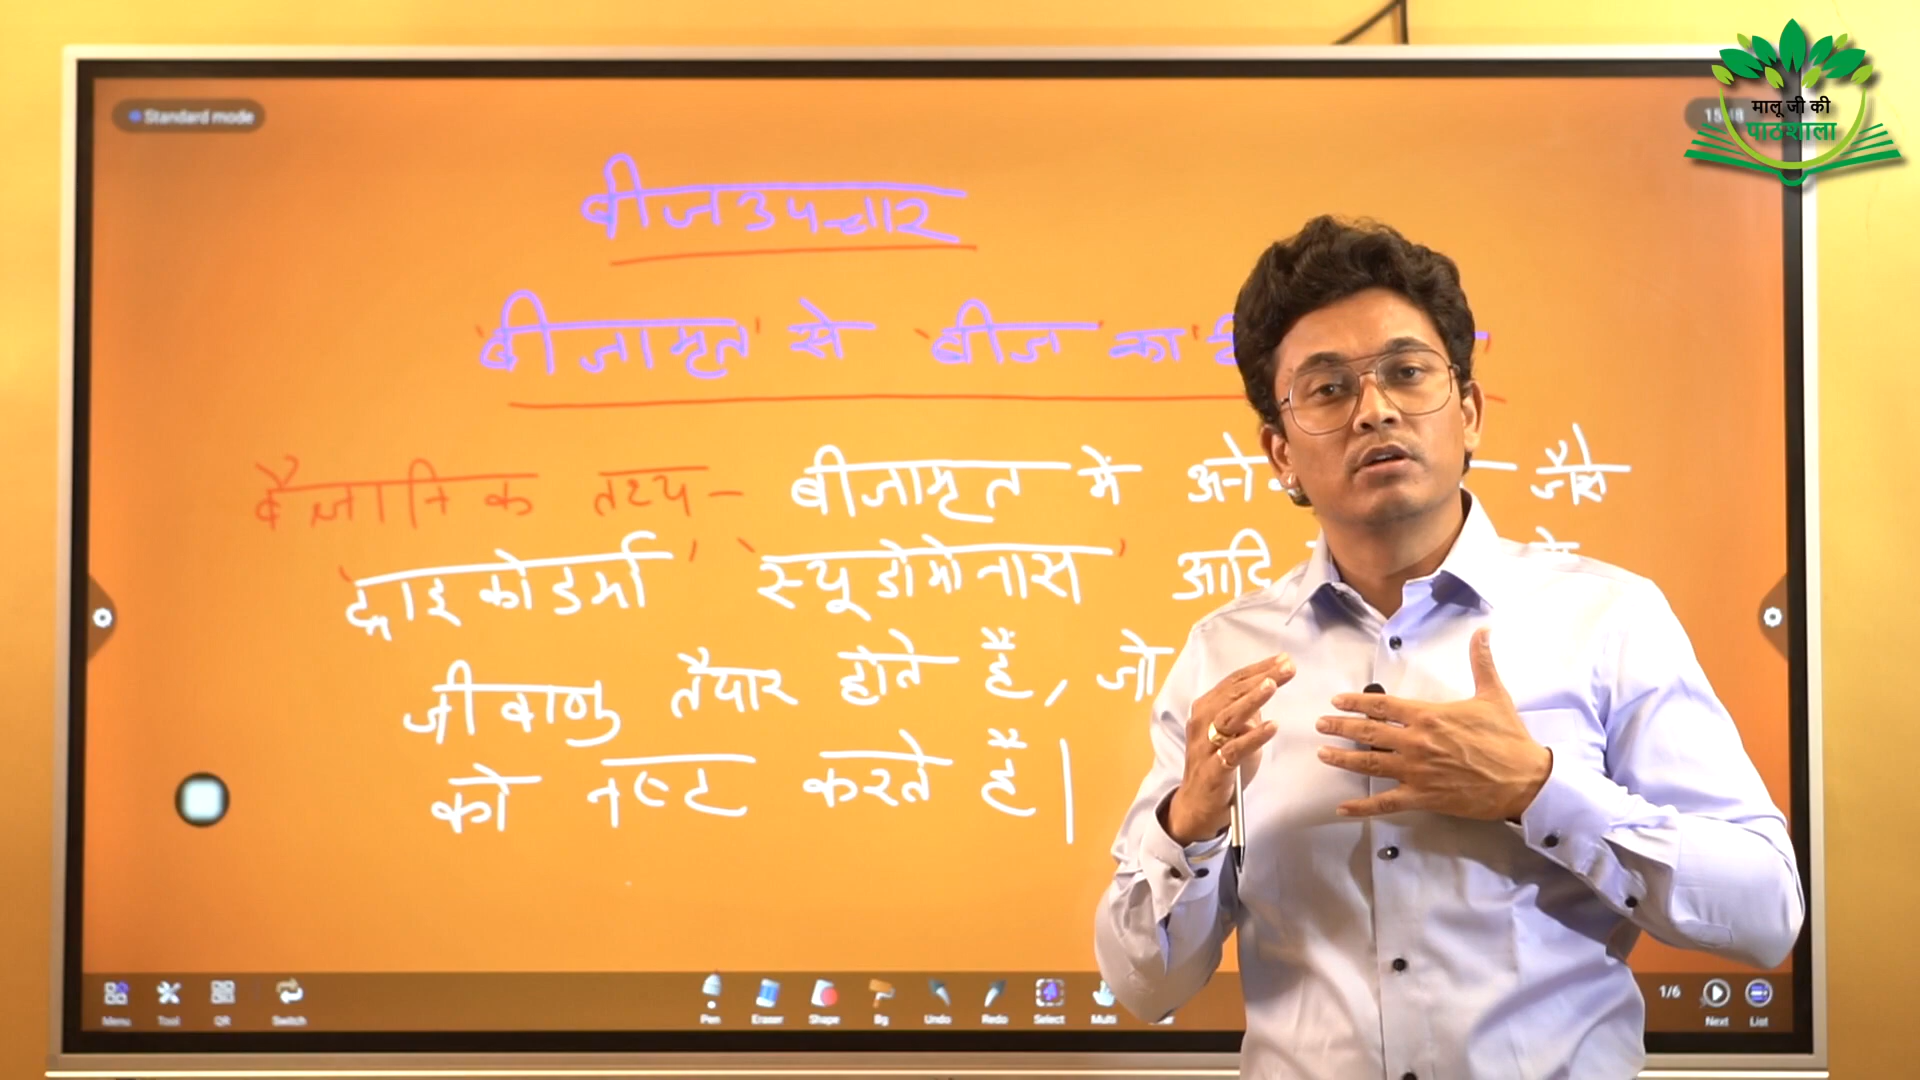 Standard mode
मालू जी की
पाठशाला
बीज उपचार
'बीजामृत' से 'बीज का'
वैज्ञानिक तथ्य - बीजामृत में जैसे
'ट्राइकोडर्मा' 'स्यूडोमोनास' आदि
जीवाणु तैयार होते हैं, जो
को नष्ट करते हैं।
Menu Tool QR Switch Pen Eraser Shape Bg Undo Redo Select Multi 1/6 Next List